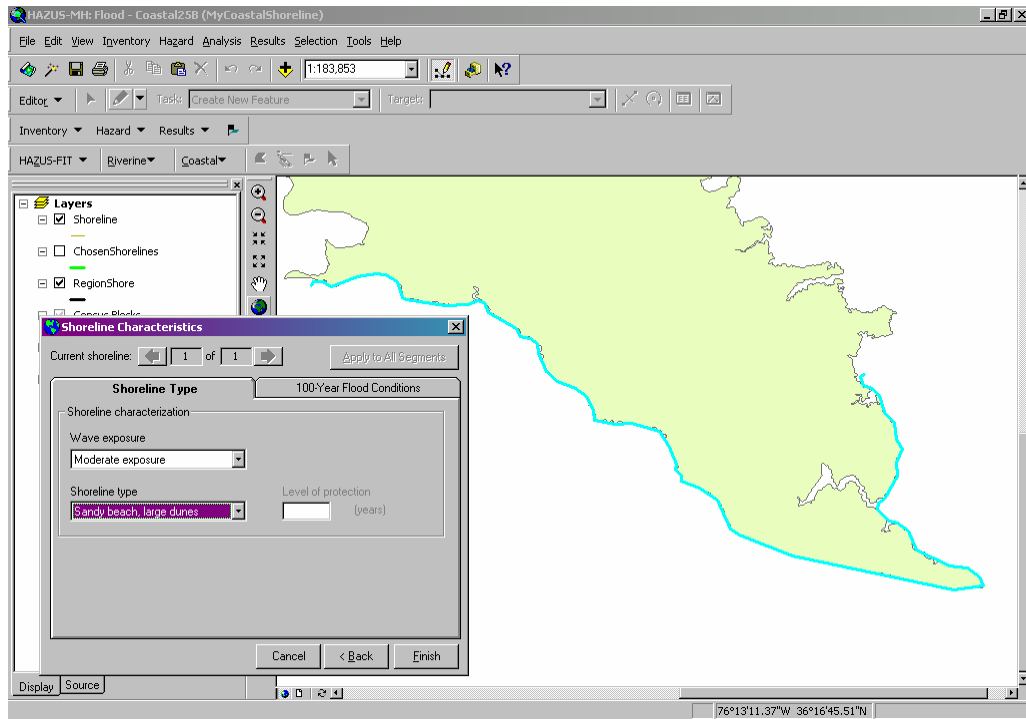 HAZUS-MH: Flood - Coastal25B (MyCoastalShoreline)
File Edit View Inventory Hazard Analysis Results Selection Tools Help
1:183,853
Editor Task: Create New Feature Target:
Inventory Hazard Results
HAZUS-FIT Riverine Coastal
Layers
Shoreline
ChosenShorelines
RegionShore
Census Blocks
Shoreline Characteristics
Current shoreline: 1 of 1 Apply to All Segments
Shoreline Type 100-Year Flood Conditions
Shoreline characterization
Wave exposure
Moderate exposure
Shoreline type Level of protection
Sandy beach, large dunes (years)
Cancel < Back Finish
Display Source
76°13'11.37"W 36°16'45.51"N